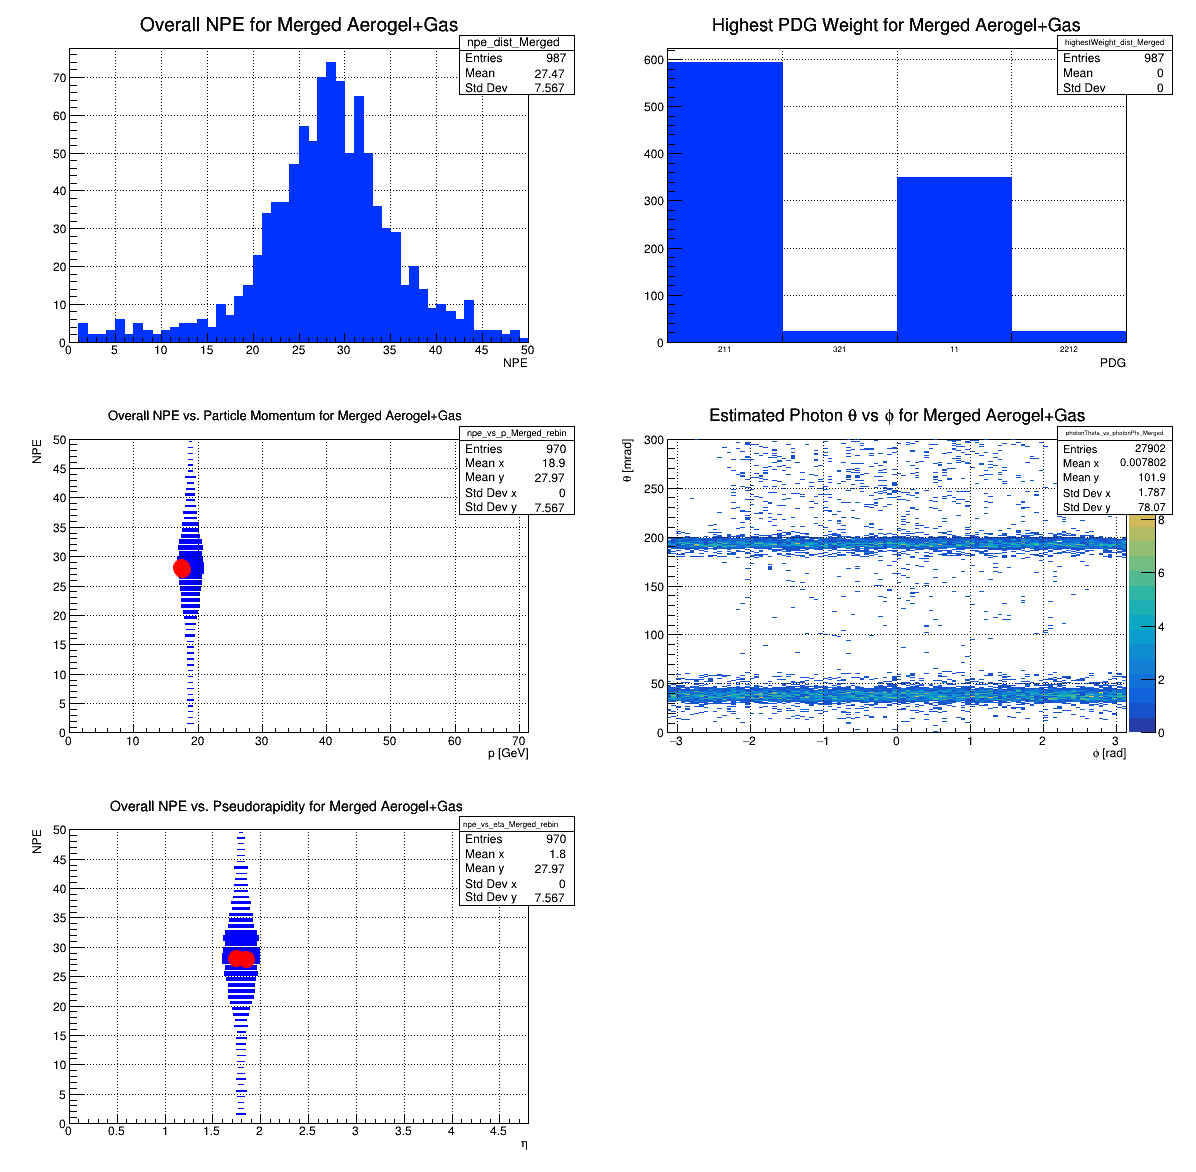 Overall NPE for Merged Aerogel+Gas
npe_dist_Merged
Entries 987
Mean 27.47
Std Dev 7.567
70
60
50
40
30
20
10
0
0 5 10 15 20 25 30 35 40 45 50
NPE
Highest PDG Weight for Merged Aerogel+Gas
highestWeight_dist_Merged
Entries 987
Mean 0
Std Dev 0
600
500
400
300
200
100
0
211 321 11 2212
PDG
Overall NPE vs. Particle Momentum for Merged Aerogel+Gas
npe_vs_p_Merged_rebin
Entries 970
Mean x 18.9
Mean y 27.97
Std Dev x 0
Std Dev y 7.567
NPE
50
45
40
35
30
25
20
15
10
5
0
0 10 20 30 40 50 60 70
p [GeV]
Estimated Photon θ vs ϕ for Merged Aerogel+Gas
photonTheta_vs_photonPhi_Merged
Entries 27902
Mean x 0.007802
Mean y 101.9
Std Dev x 1.787
Std Dev y 78.07
θ [mrad]
300
250
200
150
100
50
0
−3 −2 −1 0 1 2 3
ϕ [rad]
8
6
4
2
0
Overall NPE vs. Pseudorapidity for Merged Aerogel+Gas
npe_vs_eta_Merged_rebin
Entries 970
Mean x 1.8
Mean y 27.97
Std Dev x 0
Std Dev y 7.567
NPE
50
45
40
35
30
25
20
15
10
5
0
0 0.5 1 1.5 2 2.5 3 3.5 4 4.5
η